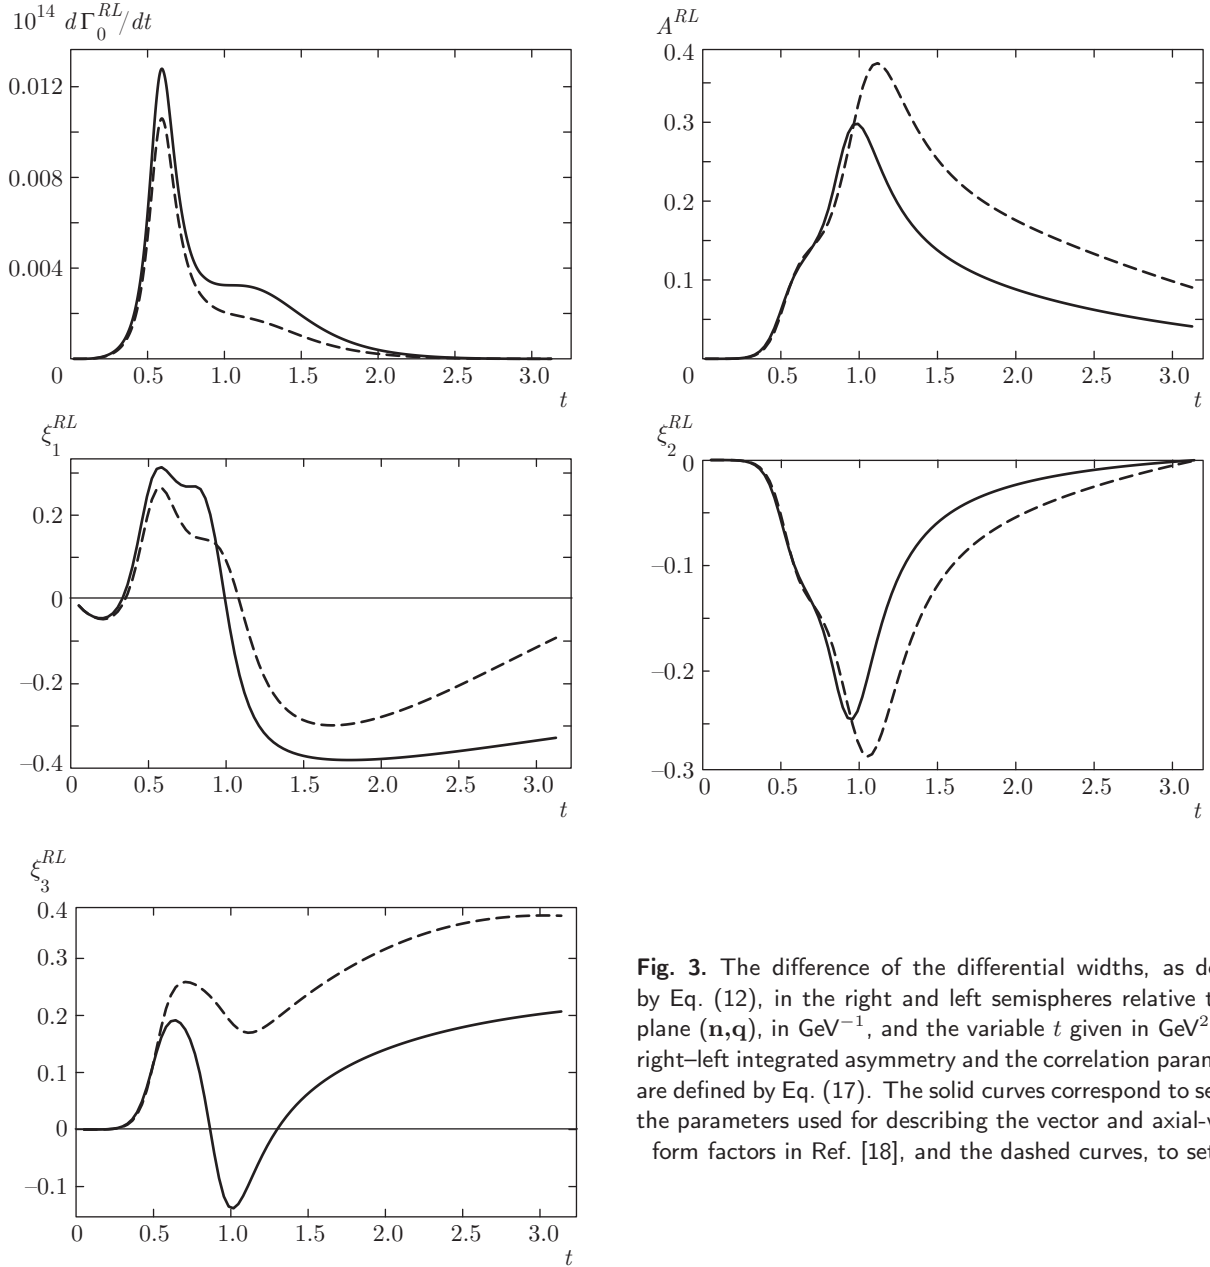 10^14 dΓ_0^RL/dt
0.012
0.008
0.004
0 0.5 1.0 1.5 2.0 2.5 3.0
t
A^RL
0.4
0.3
0.2
0.1
0 0.5 1.0 1.5 2.0 2.5 3.0
t
ξ_1^RL
0.2
0
–0.2
–0.4
0 0.5 1.0 1.5 2.0 2.5 3.0
t
ξ_2^RL
0
–0.1
–0.2
–0.3
0 0.5 1.0 1.5 2.0 2.5 3.0
t
ξ_3^RL
0.4
0.3
0.2
0.1
0
–0.1
0 0.5 1.0 1.5 2.0 2.5 3.0
t
Fig. 3. The difference of the differential widths, as de
by Eq. (12), in the right and left semispheres relative t
plane (n,q), in GeV^−1, and the variable t given in GeV^2
right–left integrated asymmetry and the correlation param
are defined by Eq. (17). The solid curves correspond to se
the parameters used for describing the vector and axial-v
form factors in Ref. [18], and the dashed curves, to set